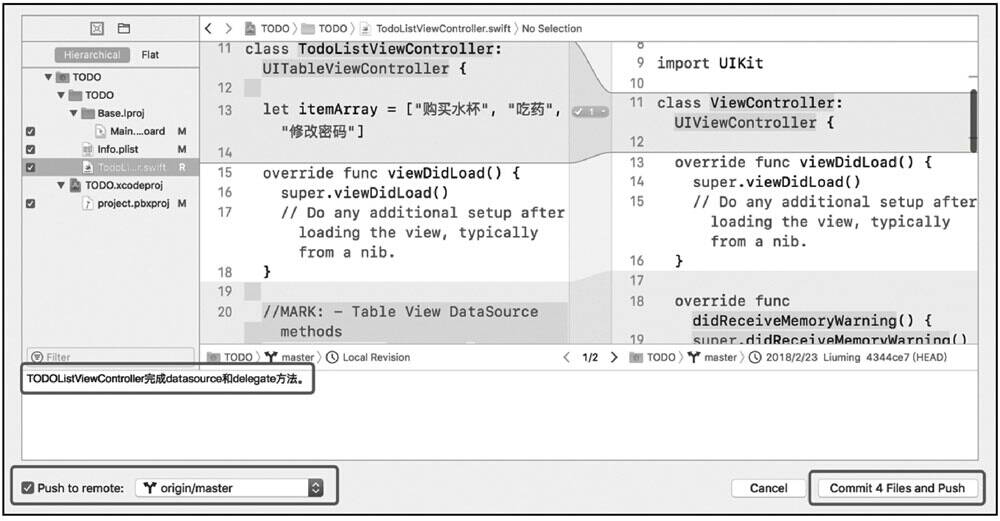 TODO 〉 TODO 〉 TodoListViewController.swift 〉 No Selection
Hierarchical Flat
TODO
TODO
Base.lproj
Main....oard M
Info.plist M
TodoLi...r.swift R
TODO.xcodeproj
project.pbxproj M
Filter
11 class TodoListViewController:
UITableViewController {
12
13 let itemArray = ["购买水杯", "吃药",
"修改密码"]
14
15 override func viewDidLoad() {
16 super.viewDidLoad()
17 // Do any additional setup after
loading the view, typically
from a nib.
18 }
19
20 //MARK: - Table View DataSource
methods
1
8
9 import UIKit
10
11 class ViewController:
UIViewController {
12
13 override func viewDidLoad() {
14 super.viewDidLoad()
15 // Do any additional setup after
loading the view, typically
from a nib.
16 }
17
18 override func
didReceiveMemoryWarning() {
19 super.didReceiveMemoryWarning()
TODO 〉 master 〉 Local Revision
1/2
TODO 〉 master 〉 2018/2/23 Liuming 4344ce7 (HEAD)
TODOListViewController完成datasource和delegate方法。
Push to remote: origin/master
Cancel
Commit 4 Files and Push